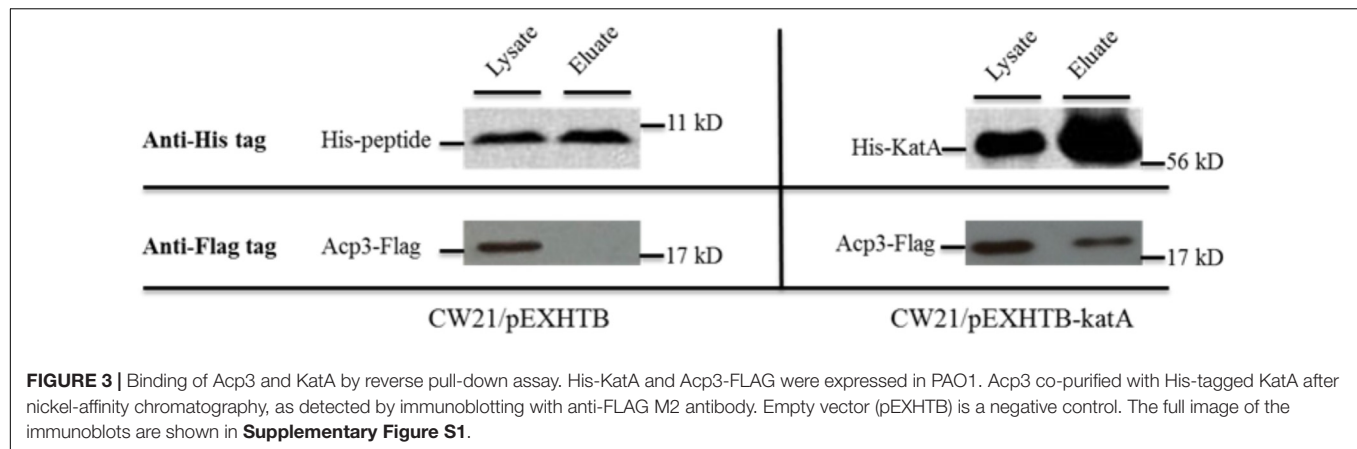 Lysate Eluate Lysate Eluate
Anti-His tag His-peptide 11 kD His-KatA 56 kD
Anti-Flag tag Acp3-Flag 17 kD Acp3-Flag 17 kD
CW21/pEXHTB CW21/pEXHTB-katA
FIGURE 3 | Binding of Acp3 and KatA by reverse pull-down assay. His-KatA and Acp3-FLAG were expressed in PAO1. Acp3 co-purified with His-tagged KatA after
nickel-affinity chromatography, as detected by immunoblotting with anti-FLAG M2 antibody. Empty vector (pEXHTB) is a negative control. The full image of the
immunoblots are shown in Supplementary Figure S1.